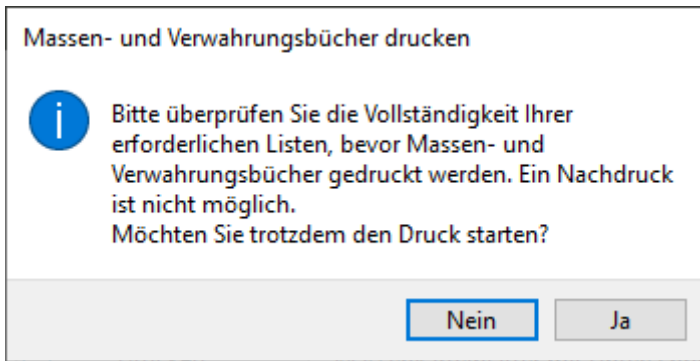 Massen- und Verwahrungsbücher drucken
Bitte überprüfen Sie die Vollständigkeit Ihrer
erforderlichen Listen, bevor Massen- und
Verwahrungsbücher gedruckt werden. Ein Nachdruck
ist nicht möglich.
Möchten Sie trotzdem den Druck starten?
Nein
Ja